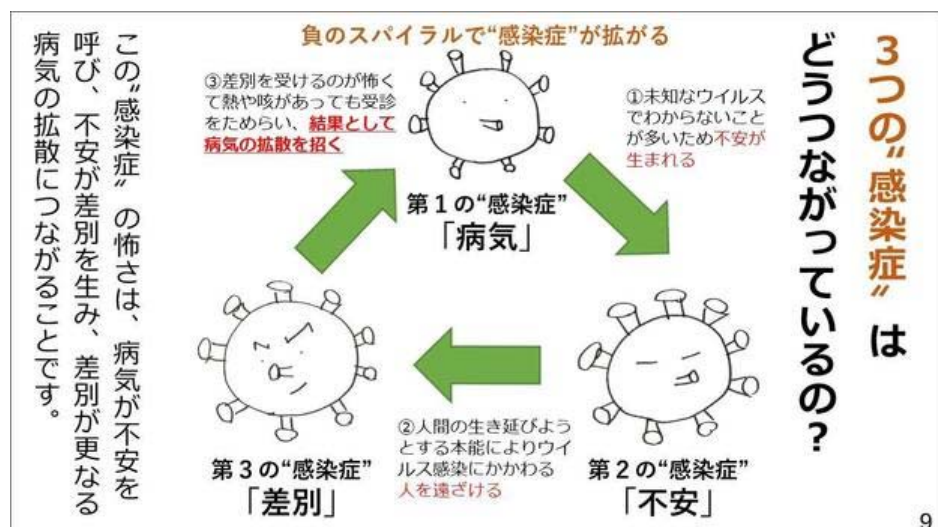 3つの“感染症”は
どうつながっているの?
負のスパイラルで“感染症”が拡がる
①未知なウイルス
でわからないこと
が多いため不安が
生まれる
第1の“感染症”
「病気」
②人間の生き延びよう
とする本能によりウイ
ルス感染にかかわる
人を遠ざける
第2の“感染症”
「不安」
③差別を受けるのが怖く
て熱や咳があっても受診
をためらい、結果として
病気の拡散を招く
第3の“感染症”
「差別」
この“感染症”の怖さは、病気が不安を
呼び、不安が差別を生み、差別が更なる
病気の拡散につながることです。
9